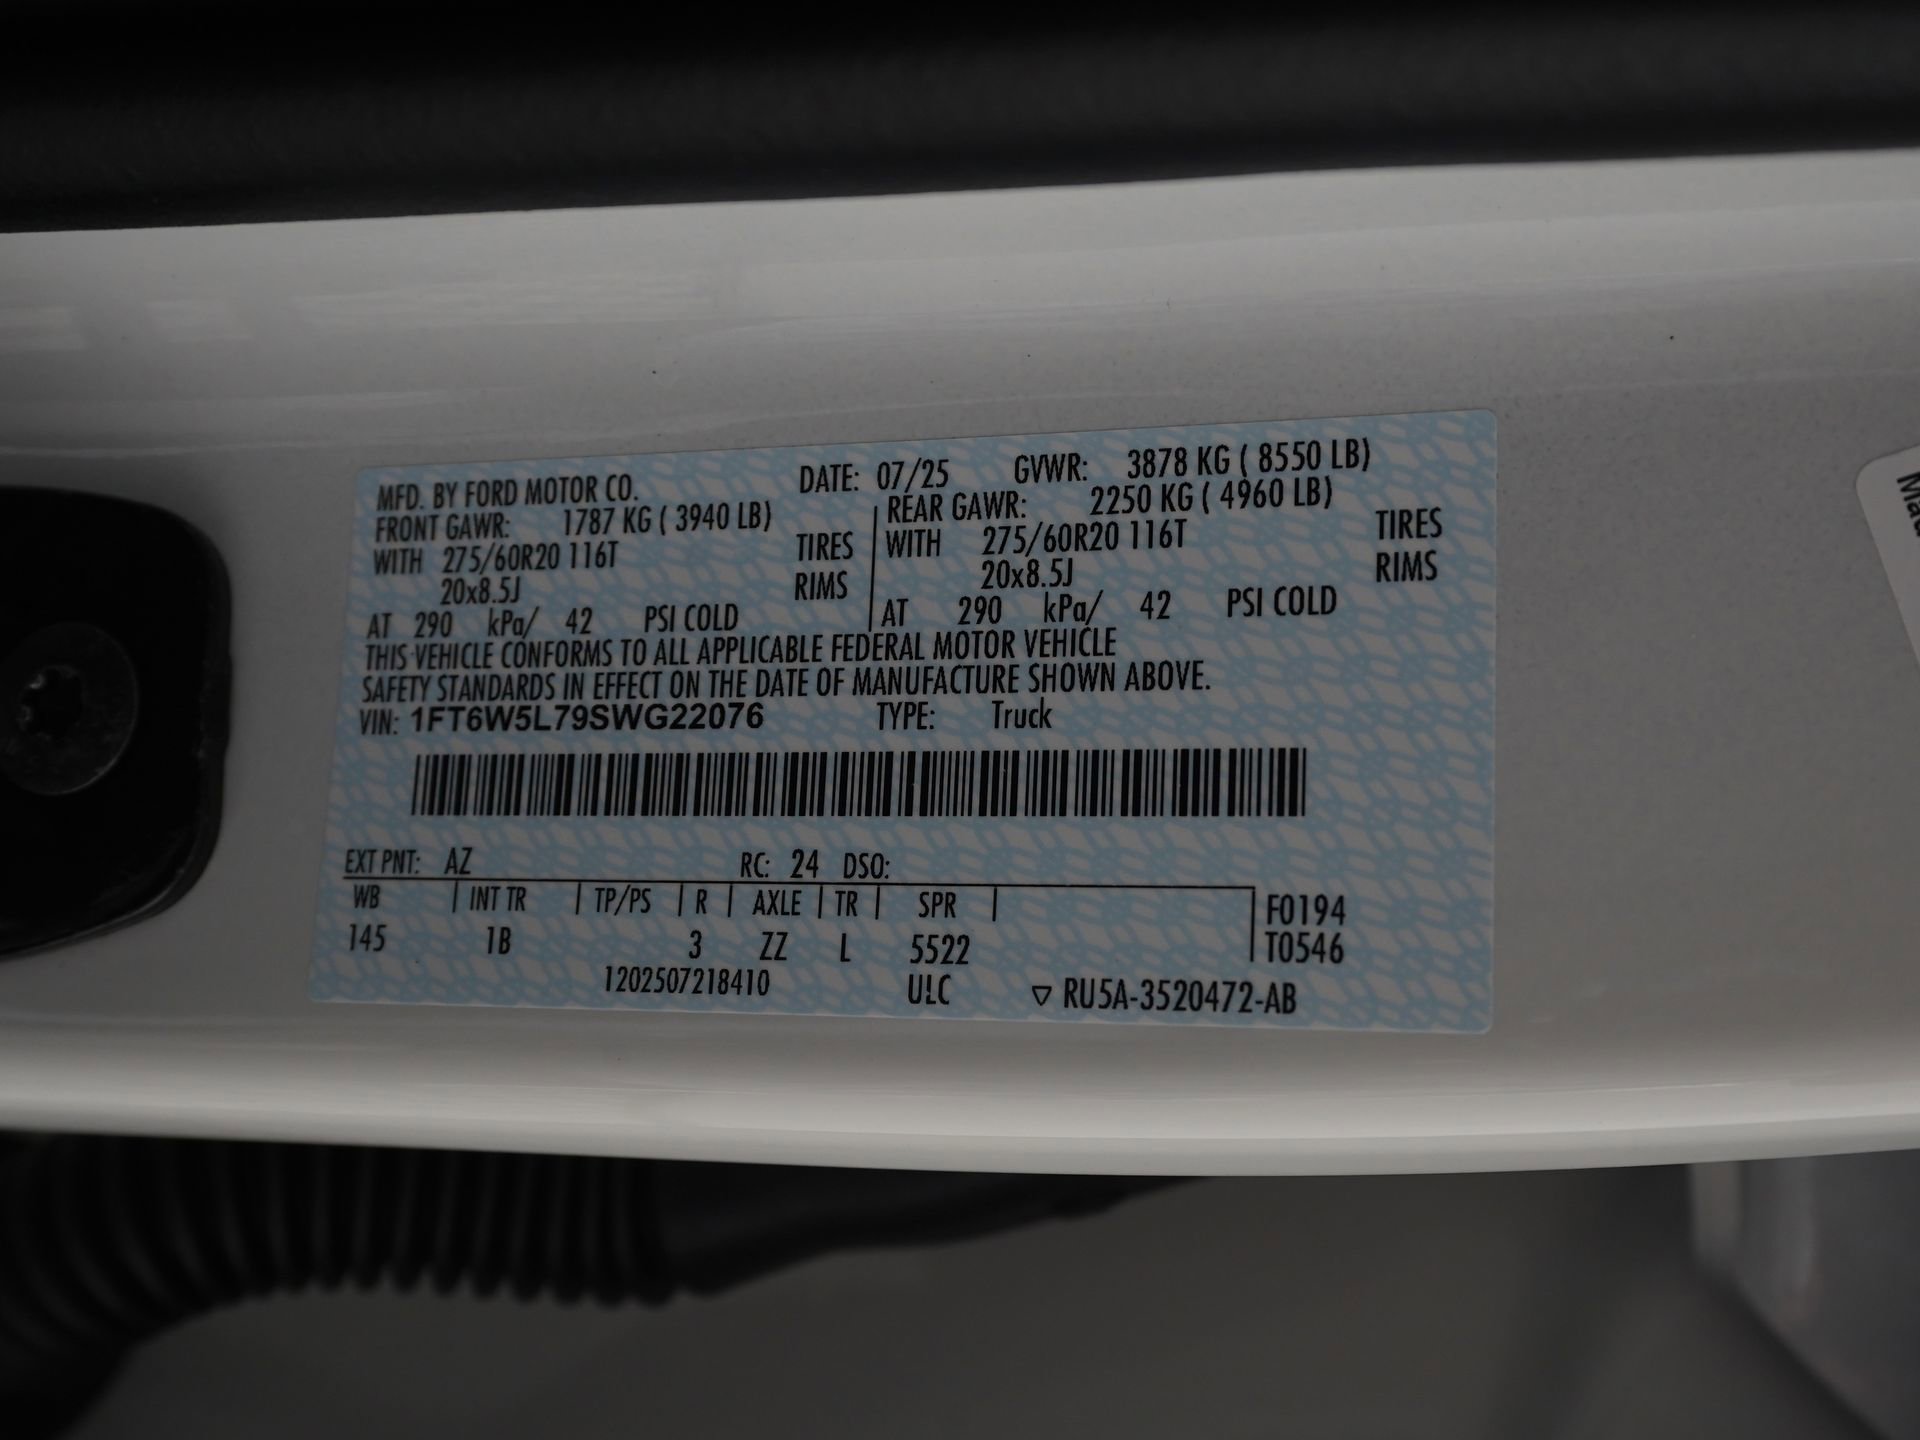 MFD. BY FORD MOTOR CO. DATE: 07/25 GVWR: 3878 KG ( 8550 LB)
FRONT GAWR: 1787 KG ( 3940 LB) REAR GAWR: 2250 KG ( 4960 LB)
WITH 275/60R20 116T TIRES WITH 275/60R20 116T TIRES
20x8.5J RIMS 20x8.5J RIMS
AT 290 kPa/ 42 PSI COLD AT 290 kPa/ 42 PSI COLD
THIS VEHICLE CONFORMS TO ALL APPLICABLE FEDERAL MOTOR VEHICLE
SAFETY STANDARDS IN EFFECT ON THE DATE OF MANUFACTURE SHOWN ABOVE.
VIN: 1FT6W5L79SWG22076 TYPE: Truck
EXT PNT: AZ RC: 24 DSO:
WB INT TR TP/PS R AXLE TR SPR F0194
145 1B 3 ZZ L 5522 T0546
1202507218410 ULC ▽ RU5A-3520472-AB